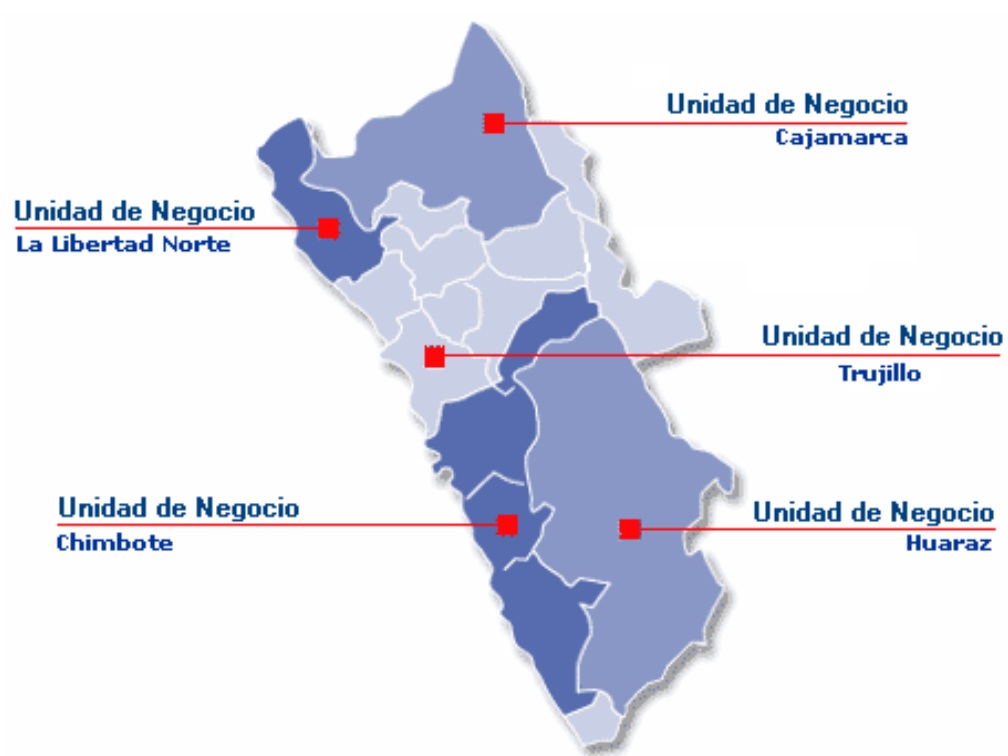 Unidad de Negocio
Cajamarca
Unidad de Negocio
La Libertad Norte
Unidad de Negocio
Trujillo
Unidad de Negocio
Chimbote
Unidad de Negocio
Huaraz